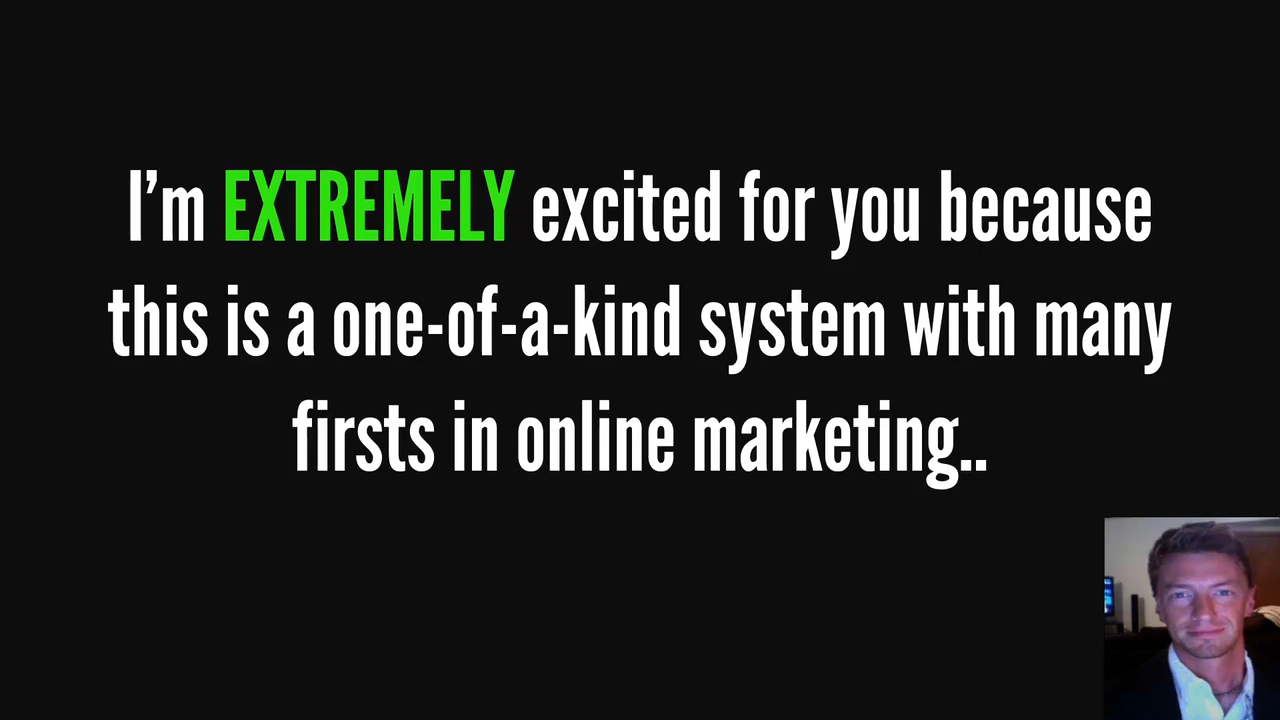 I’m EXTREMELY excited for you because
this is a one-of-a-kind system with many
firsts in online marketing..